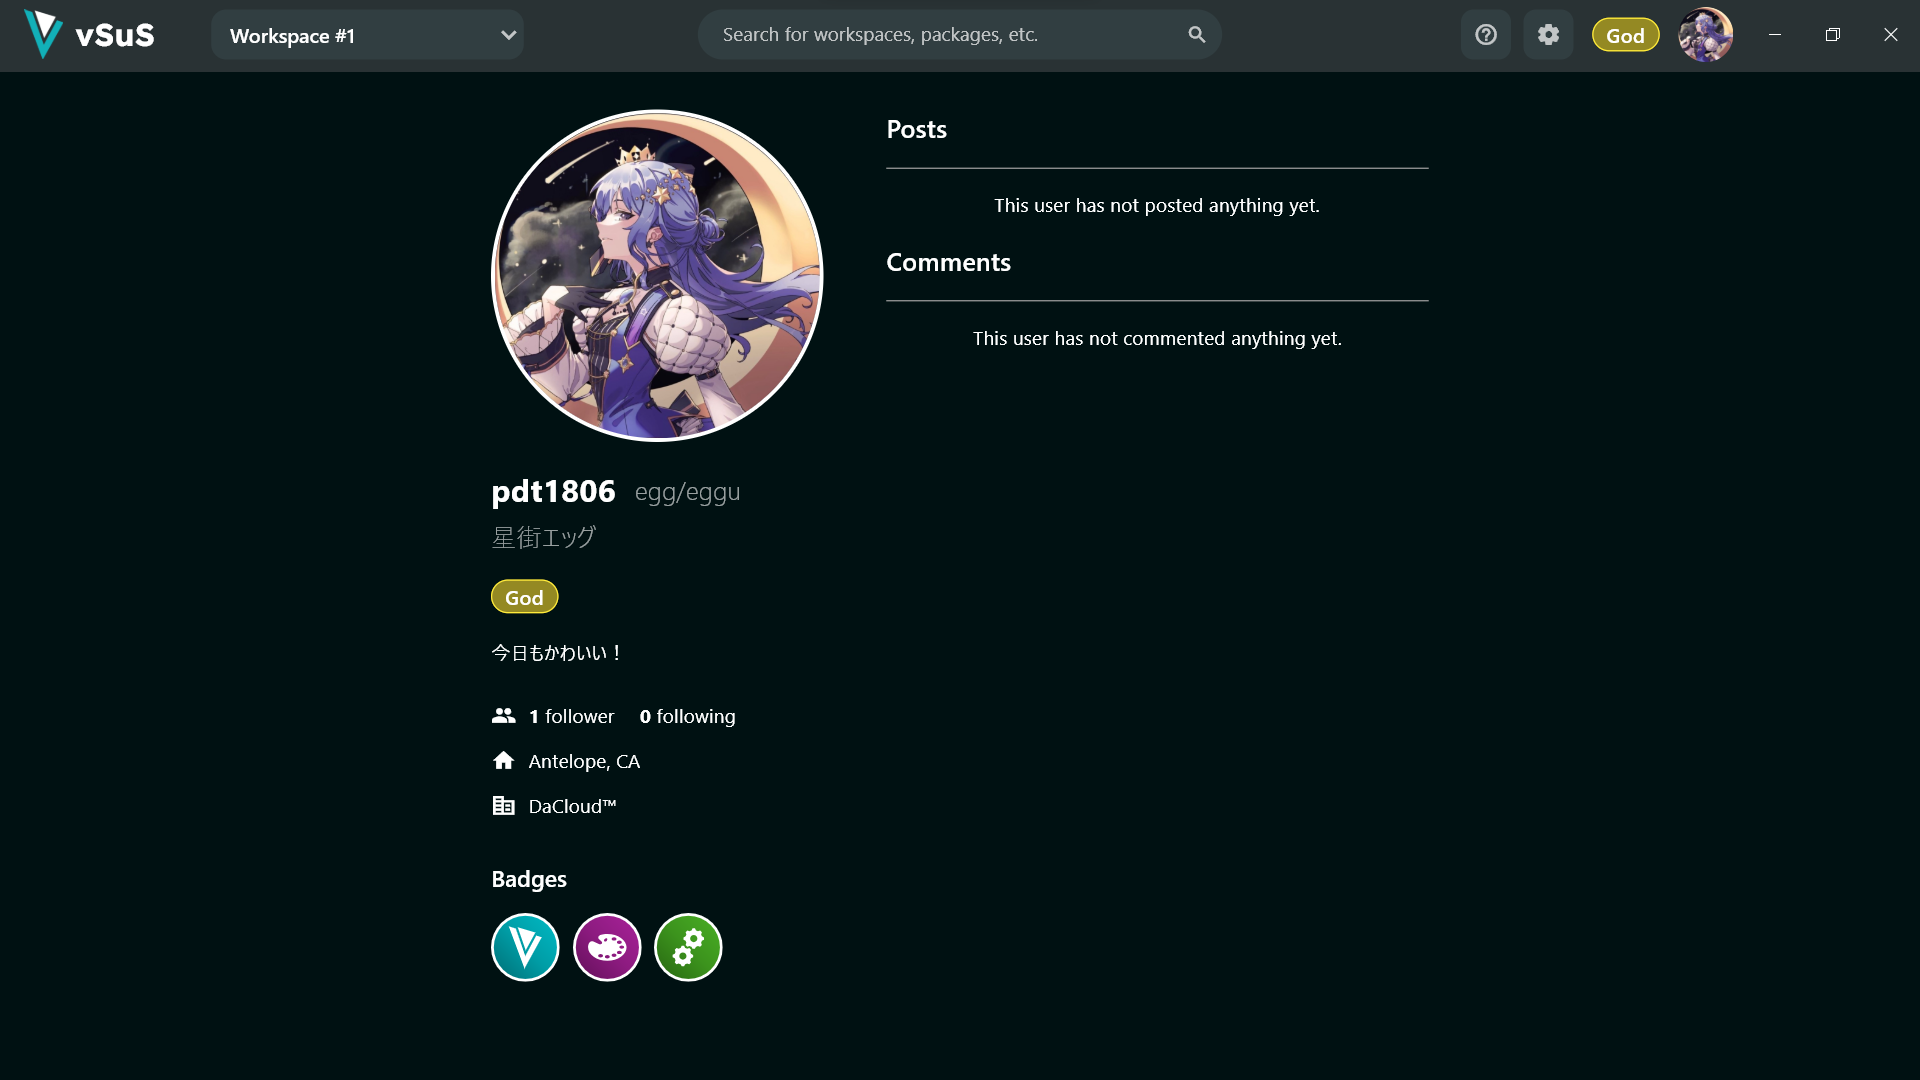 vSuS
Workspace #1
Search for workspaces, packages, etc.
God
pdt1806 egg/eggu
星街エッグ
God
今日もかわいい！
1 follower 0 following
Antelope, CA
DaCloud™
Badges
Posts
This user has not posted anything yet.
Comments
This user has not commented anything yet.